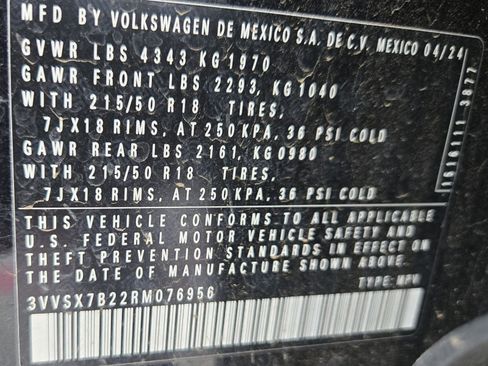 MFD BY VOLKSWAGEN DE MEXICO S.A. DE C.V. MEXICO 04/24
GVWR LBS 4343 KG 1970
GAWR FRONT LBS 2293, KG 1040
WITH 215/50 R18 TIRES,
7JX18 RIMS, AT 250 KPA, 36 PSI COLD
GAWR REAR LBS 2161, KG 0980
WITH 215/50 R18 TIRES,
7JX18 RIMS, AT 250 KPA, 36 PSI COLD
THIS VEHICLE CONFORMS TO ALL APPLICABLE
U.S. FEDERAL MOTOR VEHICLE SAFETY AND
THEFT PREVENTION STANDARDS IN EFFECT ON
THE DATE OF MANUFACTURE SHOWN ABOVE.
3VVSX7B22RM076956
TYPE: MPV